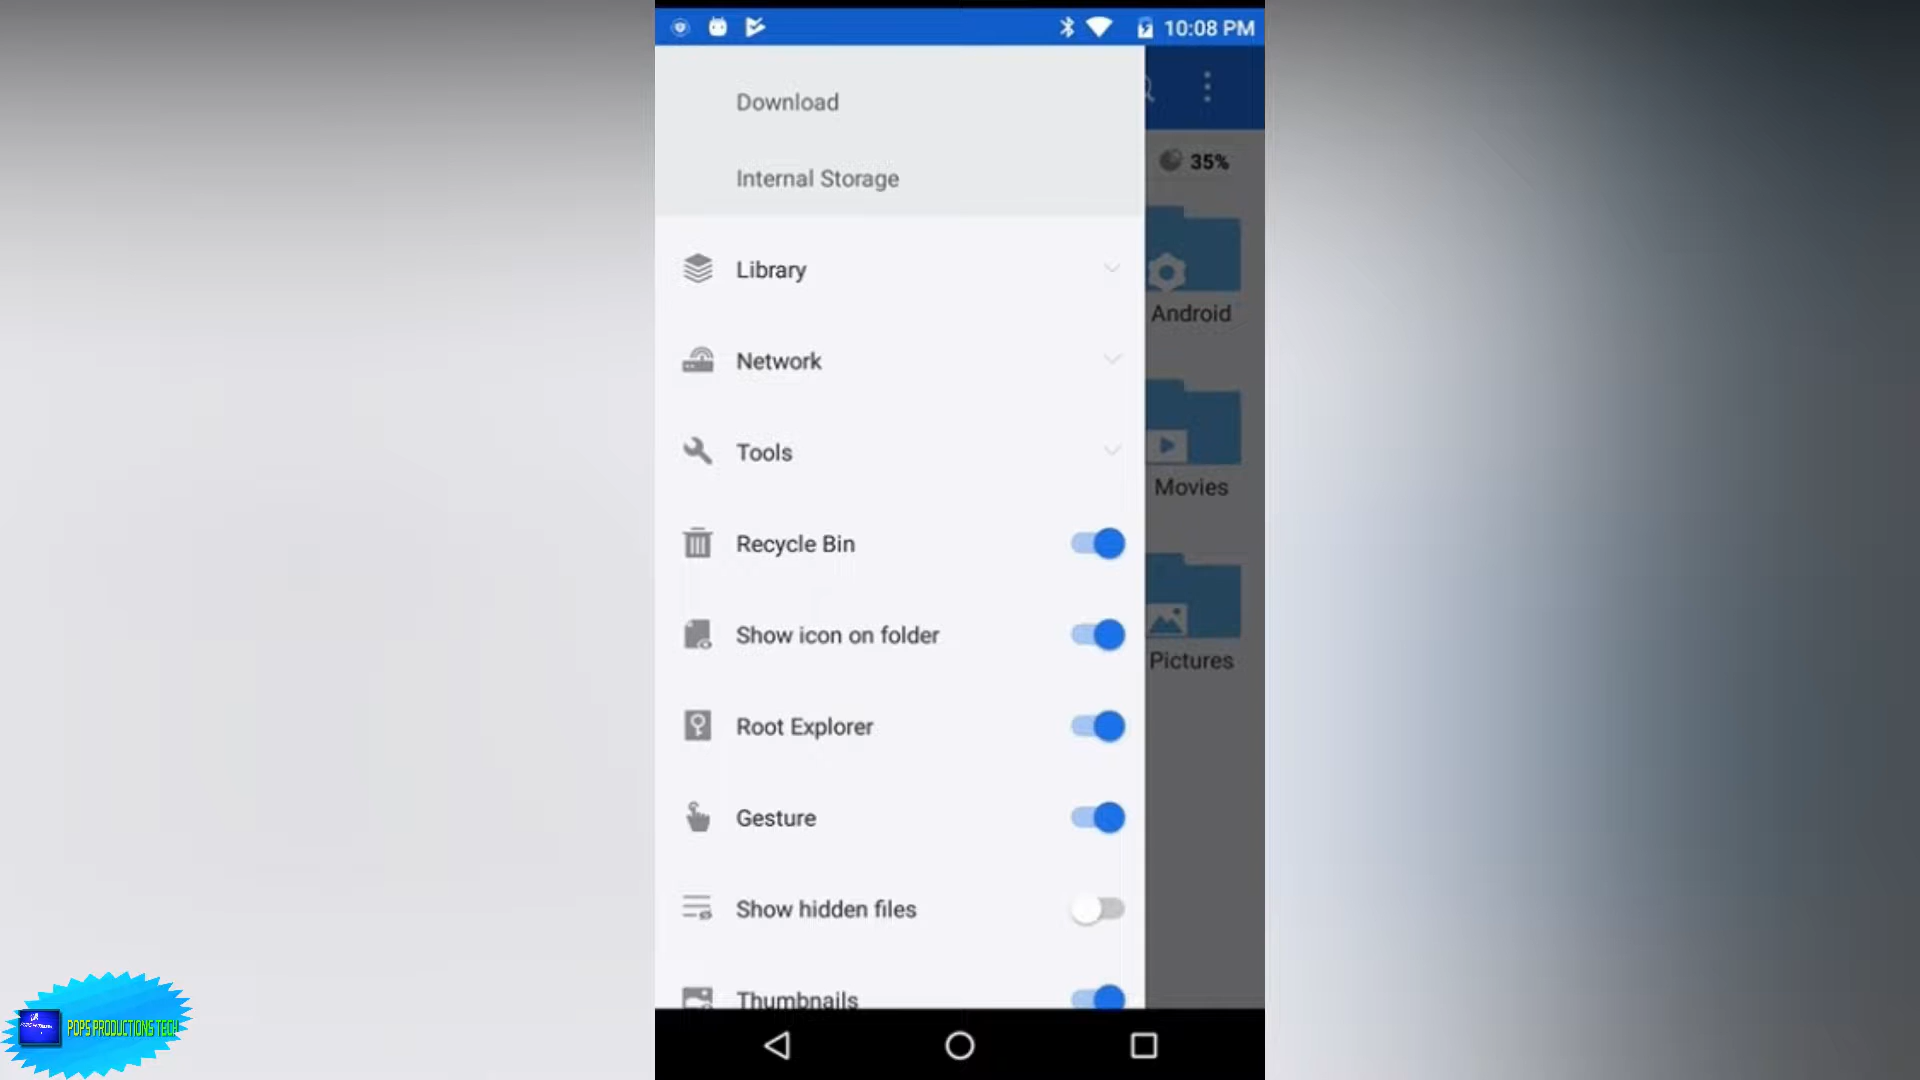 10:08 PM
Download
Internal Storage
35%
Library
Android
Network
Tools
Movies
Recycle Bin
Show icon on folder
Pictures
Root Explorer
Gesture
Show hidden files
Thumbnails
POPS PRODUCTIONS TECH